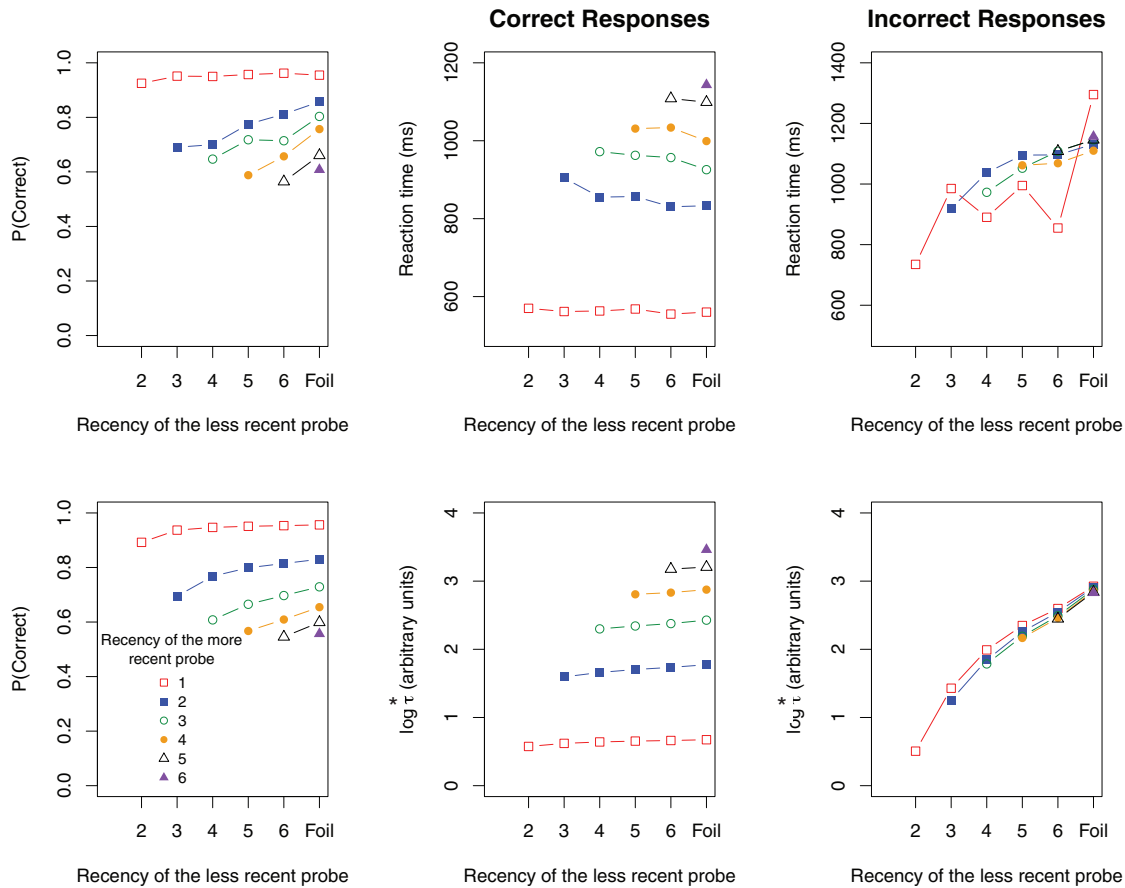 Correct Responses
Incorrect Responses
P(Correct)
0.0 0.2 0.4 0.6 0.8 1.0
2 3 4 5 6 Foil
Recency of the less recent probe
Reaction time (ms)
600 800 1000 1200
2 3 4 5 6 Foil
Recency of the less recent probe
Reaction time (ms)
600 800 1000 1200 1400
2 3 4 5 6 Foil
Recency of the less recent probe
P(Correct)
0.0 0.2 0.4 0.6 0.8 1.0
Recency of the more
recent probe
1
2
3
4
5
6
2 3 4 5 6 Foil
Recency of the less recent probe
log τ* (arbitrary units)
0 1 2 3 4
2 3 4 5 6 Foil
Recency of the less recent probe
log τ* (arbitrary units)
0 1 2 3 4
2 3 4 5 6 Foil
Recency of the less recent probe